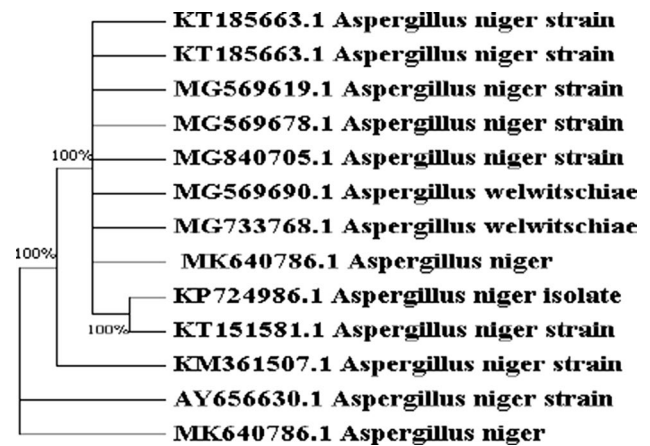 KT185663.1 Aspergillus niger strain
KT185663.1 Aspergillus niger strain
MG569619.1 Aspergillus niger strain
MG569678.1 Aspergillus niger strain
100% MG840705.1 Aspergillus niger strain
MG569690.1 Aspergillus welwitschiae
MG733768.1 Aspergillus welwitschiae
100% MK640786.1 Aspergillus niger
KP724986.1 Aspergillus niger isolate
100% KT151581.1 Aspergillus niger strain
KM361507.1 Aspergillus niger strain
AY656630.1 Aspergillus niger strain
MK640786.1 Aspergillus niger